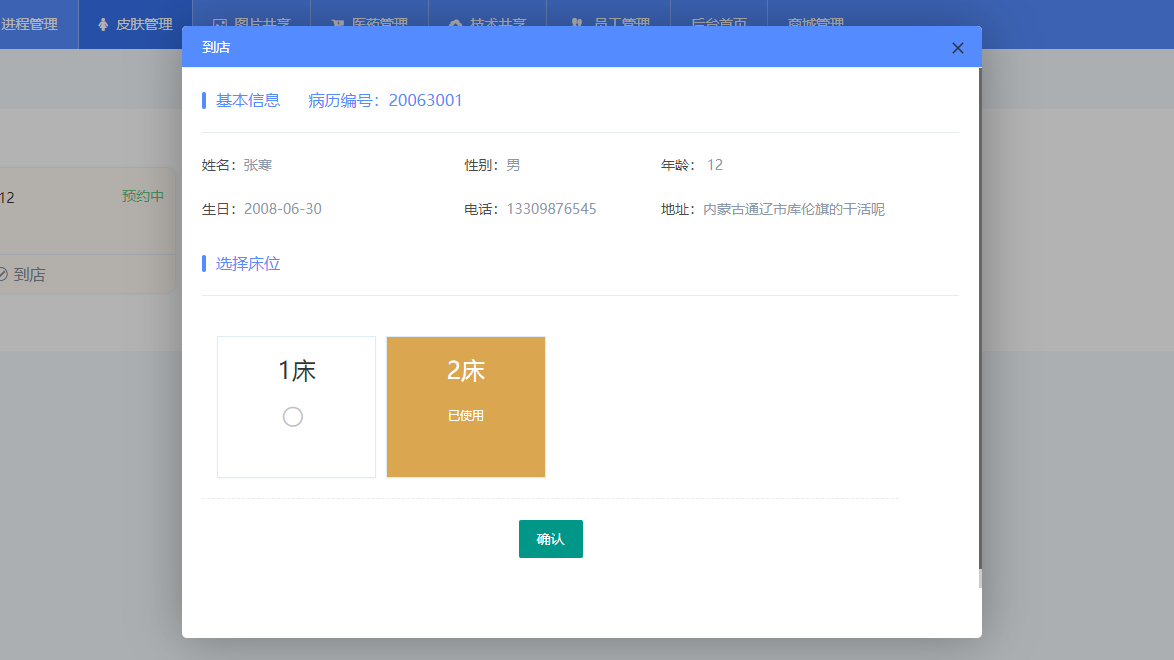 进程管理 皮肤管理 图片共享 医药管理 技术共享 员工管理 后台首页 商城管理
到店
基本信息 病历编号：20063001
姓名：张寒 性别：男 年龄：12
12 预约中
生日：2008-06-30 电话：13309876545 地址：内蒙古通辽市库伦旗的干活呢
选择床位
到店
1床 2床
已使用
确认